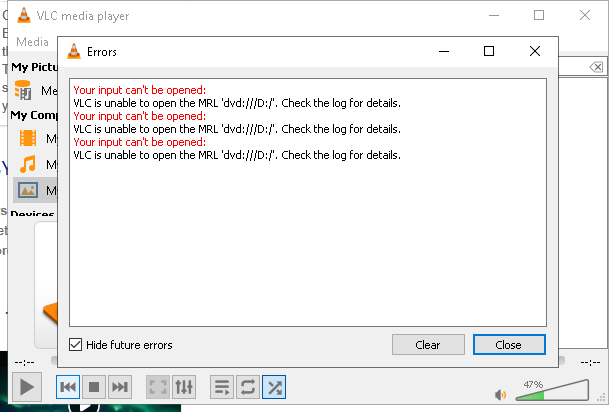 VLC media player
Media
Errors
My Pictu
Me
My Comp
My
My
My
Devices
Your input can't be opened:
VLC is unable to open the MRL 'dvd:///D:/'. Check the log for details.
Your input can't be opened:
VLC is unable to open the MRL 'dvd:///D:/'. Check the log for details.
Your input can't be opened:
VLC is unable to open the MRL 'dvd:///D:/'. Check the log for details.
Hide future errors
Clear
Close
--:--
--:--
47%